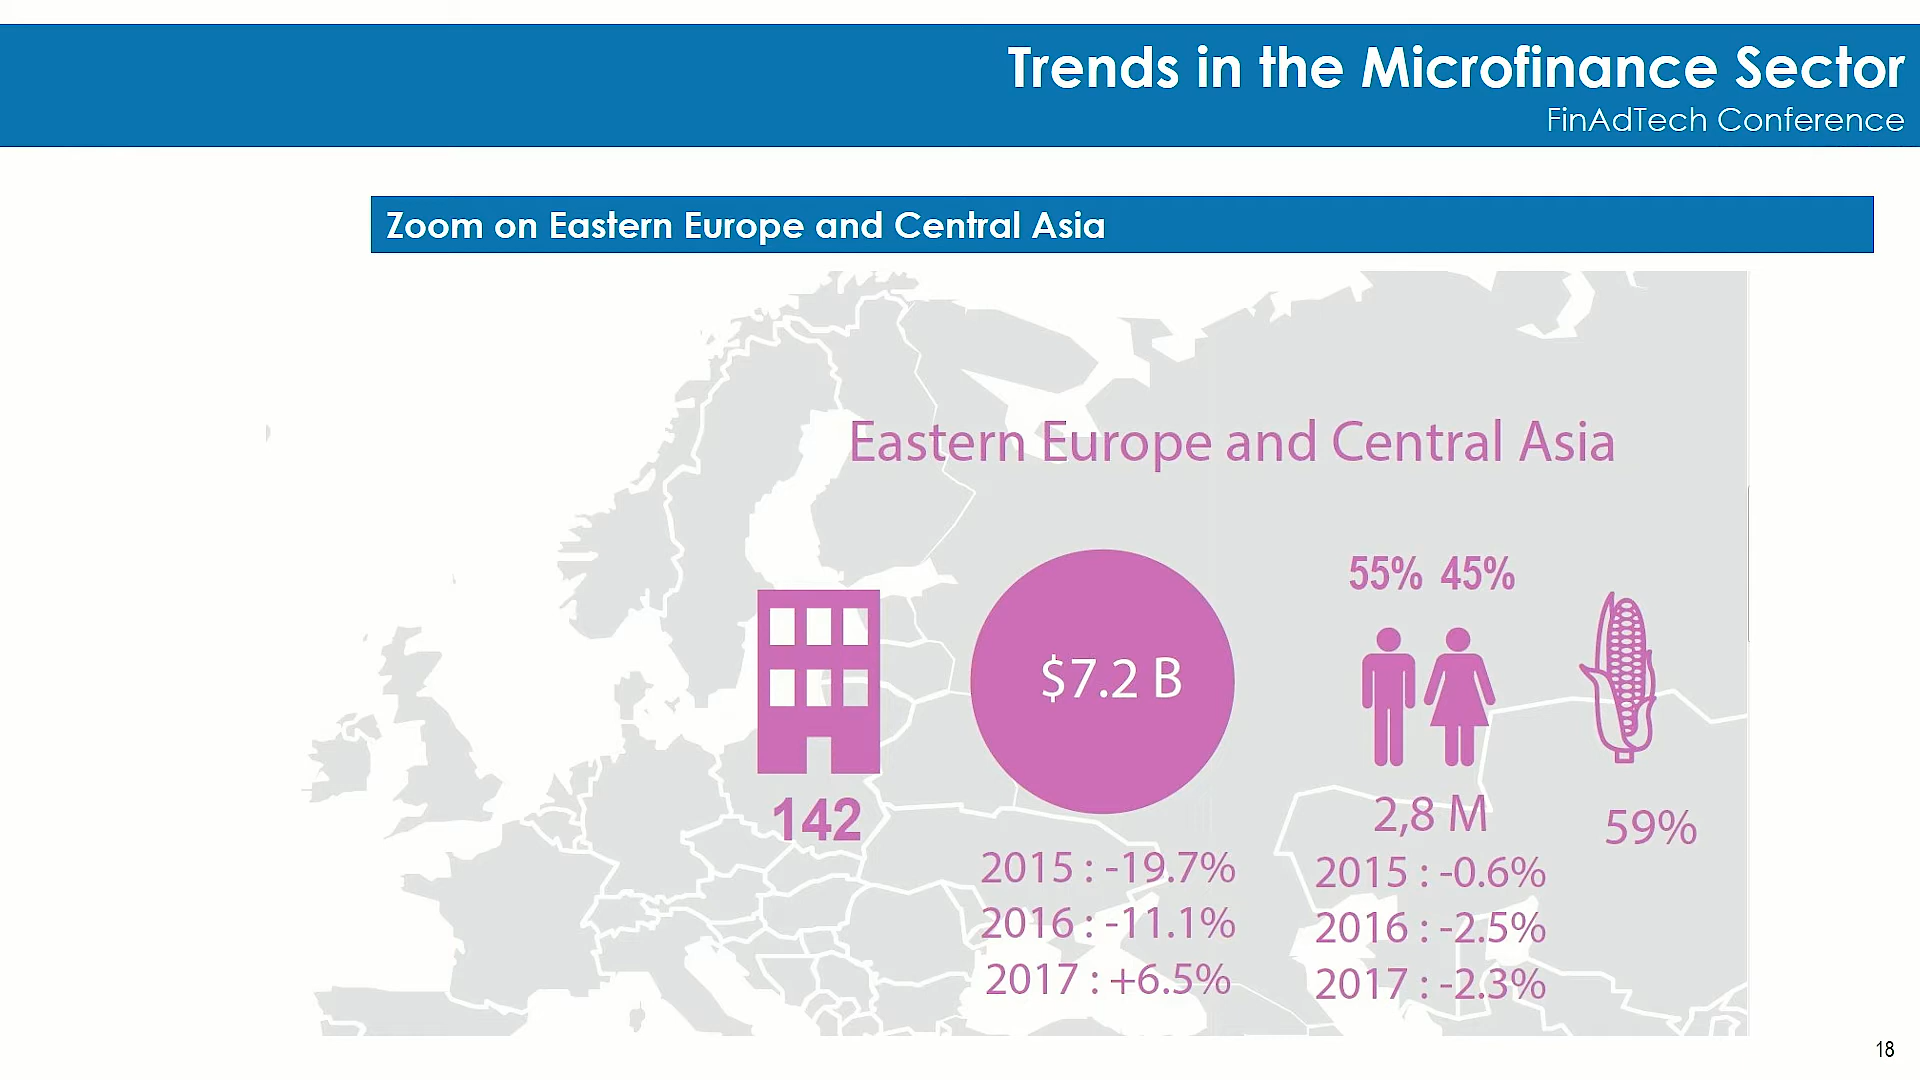 Trends in the Microfinance Sector
FinAdTech Conference
Zoom on Eastern Europe and Central Asia
Eastern Europe and Central Asia
55% 45%
$7.2 B
142
2,8 M
59%
2015 : -19.7%
2016 : -11.1%
2017 : +6.5%
2015 : -0.6%
2016 : -2.5%
2017 : -2.3%
18